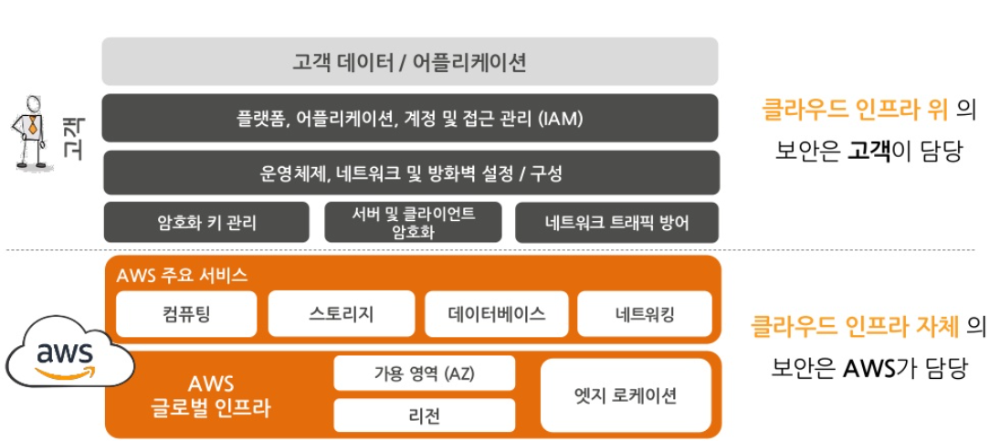 고객 데이터 / 어플리케이션
플랫폼, 어플리케이션, 계정 및 접근 관리 (IAM)
운영체제, 네트워크 및 방화벽 설정 / 구성
암호화 키 관리
서버 및 클라이언트
암호화
네트워크 트래픽 방어
고객
클라우드 인프라 위 의
보안은 고객이 담당
AWS 주요 서비스
컴퓨팅
스토리지
데이터베이스
네트워킹
aws
AWS
글로벌 인프라
가용 영역 (AZ)
리전
엣지 로케이션
클라우드 인프라 자체 의
보안은 AWS가 담당